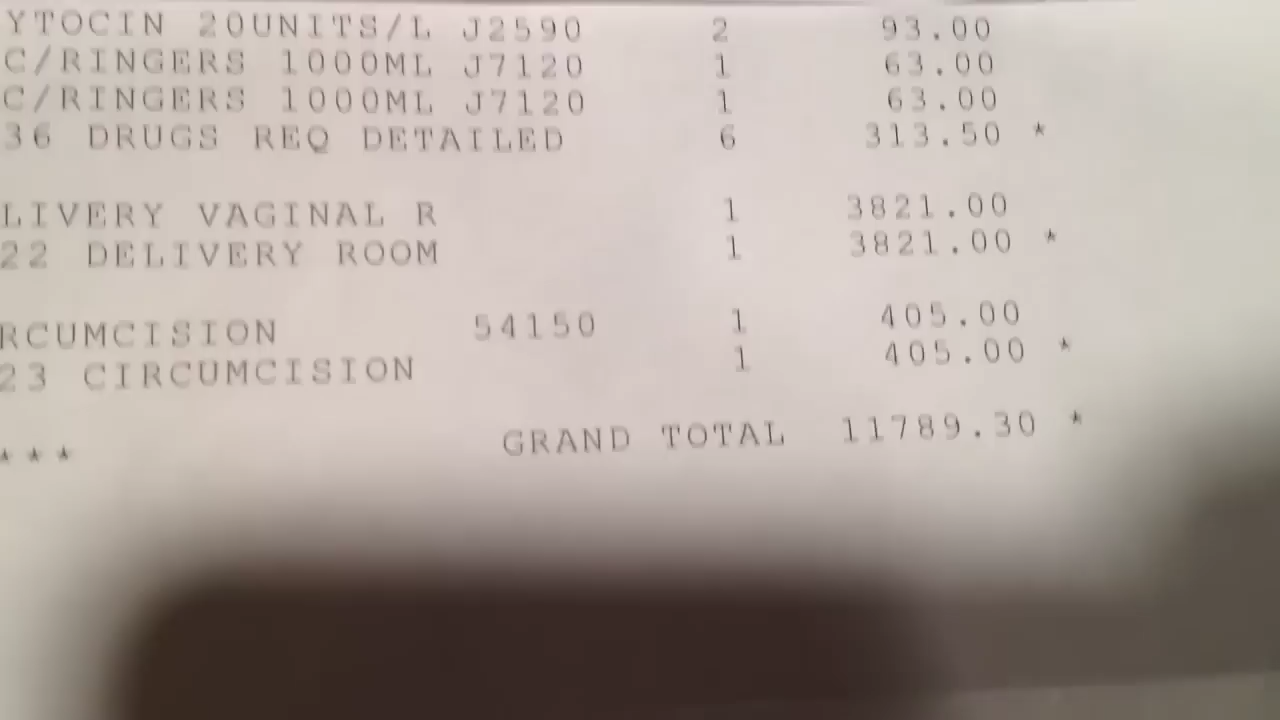 YTOCIN 20UNITS/L J2590 2 93.00
C/RINGERS 1000ML J7120 1 63.00
C/RINGERS 1000ML J7120 1 63.00
36 DRUGS REQ DETAILED 6 313.50 *
LIVERY VAGINAL R 1 3821.00
22 DELIVERY ROOM 1 3821.00 *
RCUMCISION 54150 1 405.00
23 CIRCUMCISION 1 405.00 *
*** GRAND TOTAL 11789.30 *